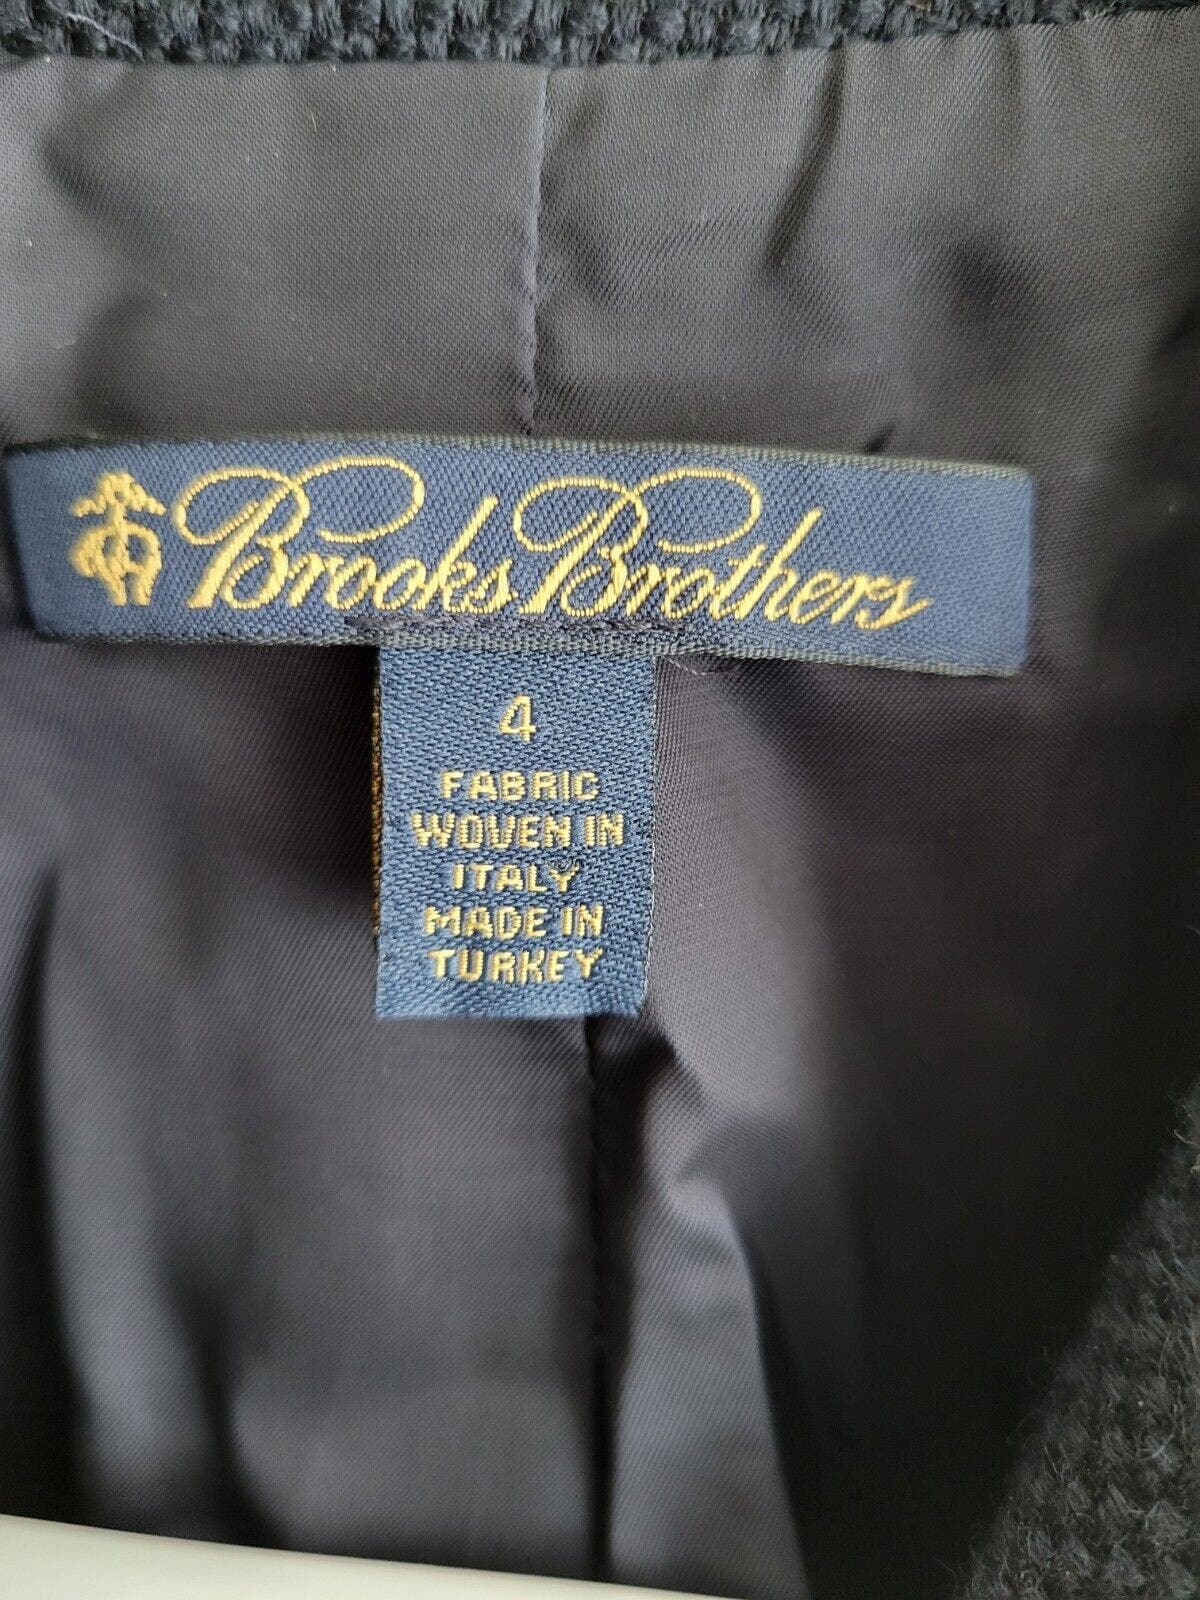 Brooks Brothers
4
FABRIC
WOVEN IN
ITALY
MADE IN
TURKEY